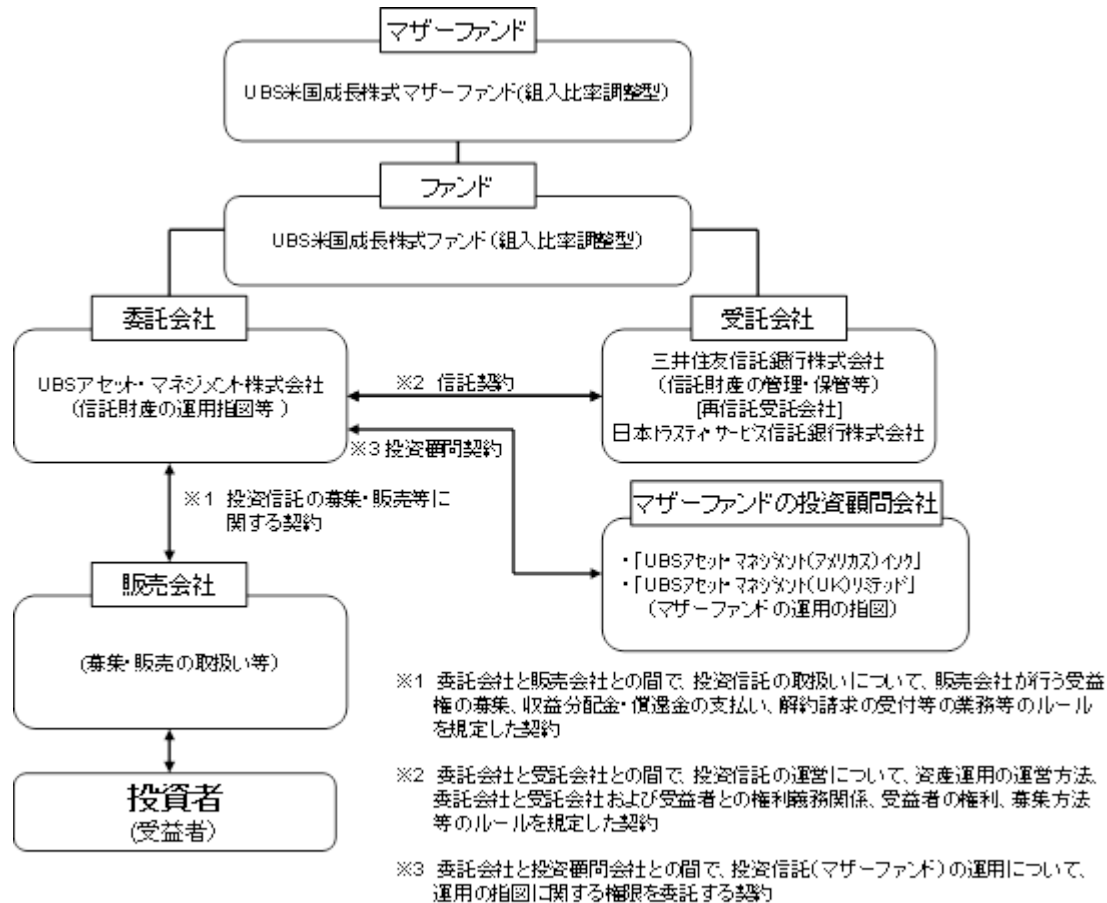 マザーファンド
UBS米国成長株式マザーファンド(組入比率調整型)
ファンド
UBS米国成長株式ファンド(組入比率調整型)
委託会社
UBSアセット・マネジメント株式会社
(信託財産の運用指図等)
受託会社
三井住友信託銀行株式会社
(信託財産の管理・保管等)
[再信託受託会社]
日本トラスティ・サービス信託銀行株式会社
※2 信託契約
※3 投資顧問契約
※1 投資信託の募集・販売等に
関する契約
マザーファンドの投資顧問会社
・「UBSアセット・マネジメント(アメリカス)インク」
・「UBSアセット・マネジメント(UK)リミテッド」
(マザーファンドの運用の指図)
販売会社
(募集・販売の取扱い等)
投資者
(受益者)
※1 委託会社と販売会社との間で、投資信託の取扱いについて、販売会社が行う受益
権の募集、収益分配金・償還金の支払い、解約請求の受付等の業務等のルール
を規定した契約
※2 委託会社と受託会社との間で、投資信託の運営について、資産運用の運営方法、
委託会社と受託会社および受益者との権利義務関係、受益者の権利、募集方法
等のルールを規定した契約
※3 委託会社と投資顧問会社との間で、投資信託(マザーファンド)の運用について、
運用の指図に関する権限を委託する契約